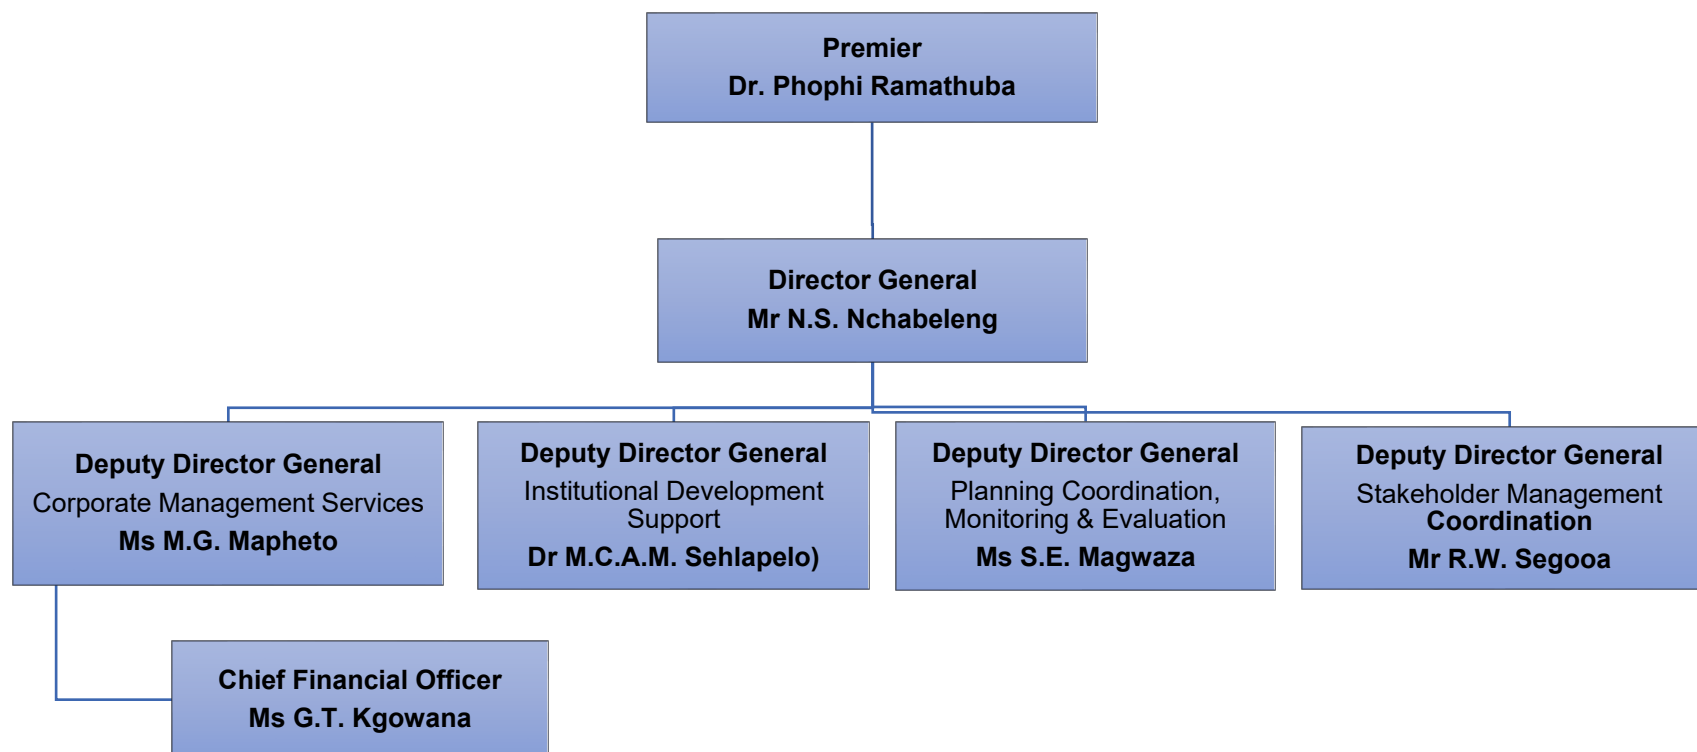 Premier
Dr. Phophi Ramathuba
Director General
Mr N.S. Nchabeleng
Deputy Director General
Corporate Management Services
Ms M.G. Mapheto
Deputy Director General
Institutional Development
Support
Dr M.C.A.M. Sehlapelo)
Deputy Director General
Planning Coordination,
Monitoring & Evaluation
Ms S.E. Magwaza
Deputy Director General
Stakeholder Management
Coordination
Mr R.W. Segooa
Chief Financial Officer
Ms G.T. Kgowana